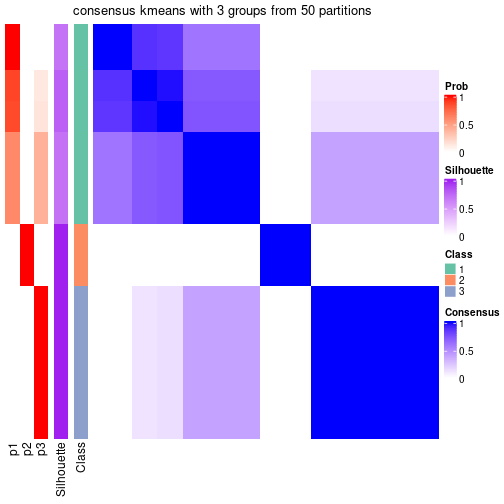 consensus kmeans with 3 groups from 50 partitions
Prob
1
0.5
0
Silhouette
1
0.5
0
Class
1
2
3
Consensus
1
0.5
0
p1
p2
p3
Silhouette
Class